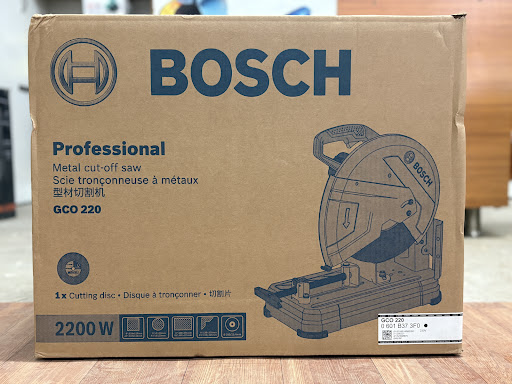 BOSCH
Professional
Metal cut-off saw
Scie tronçonneuse à métaux
型材切割机
GCO 220
BOSCH
1 x Cutting disc • Disque à tronçonner • 切割片
2200 W
GCO 220
0 601 B37 3F0